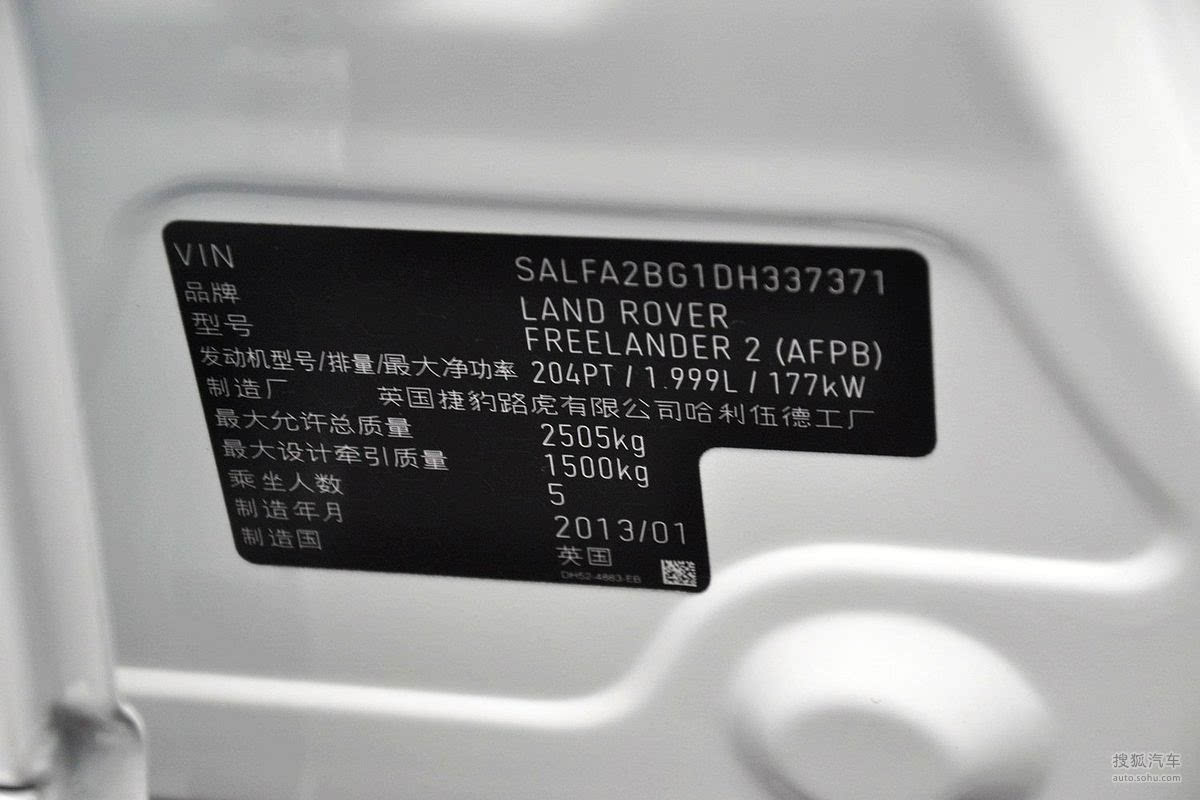 VIN SALFA2BG1DH337371
品牌 LAND ROVER
型号 FREELANDER 2 (AFPB)
发动机型号/排量/最大净功率 204PT / 1.999L / 177kW
制造厂 英国捷豹路虎有限公司哈利伍德工厂
最大允许总质量 2505kg
最大设计牵引质量 1500kg
乘坐人数 5
制造年月 2013/01
制造国 英国
DH52-4883-EB
搜狐汽车
auto.sohu.com